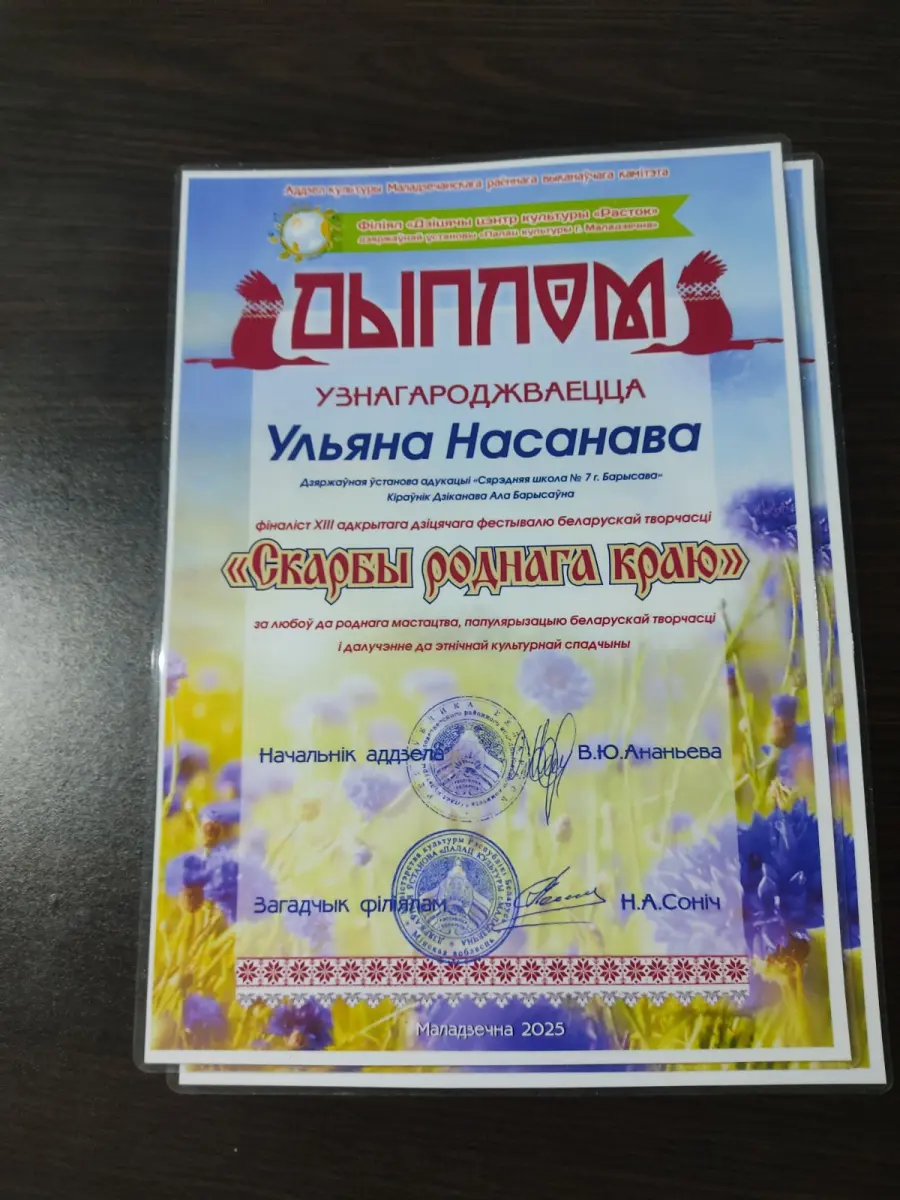 Аддзел культуры Маладзечанскага раённага выканаўчага камітэта
Філіял «Дзіцячы цэнтр культуры «Расток»
дзяржаўнай установы «Палац культуры г. Маладзечна»
ДЫПЛОМ
УЗНАГАРОДЖВАЕЦЦА
Ульяна Насанава
Дзяржаўная ўстанова адукацыі «Сярэдняя школа № 7 г. Барысава»
Кіраўнік Дзіканава Ала Барысаўна
фіналіст XIII адкрытага дзіцячага фестывалю беларускай творчасці
«Скарбы роднага краю»
за любоў да роднага мастацтва, папулярызацыю беларускай творчасці
і далучэнне да этнічнай культурнай спадчыны
Начальнік аддзела В.Ю.Ананьева
Загадчык філіялам Н.А.Соніч
Маладзечна 2025